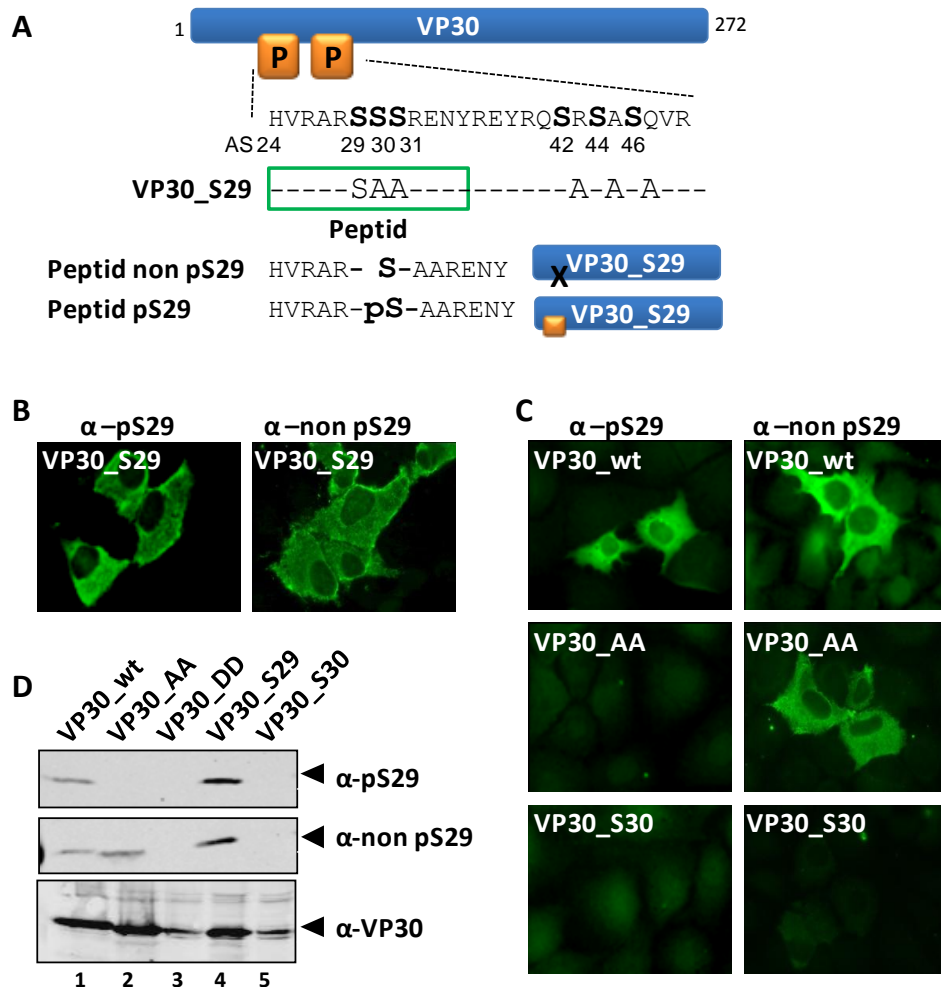 A
1 VP30 272
P P
HVRARSSSRENYREYRQSRSASQVR
AS 24 29 30 31 42 44 46
VP30_S29 -----SAA---------A-A-A---
Peptid
Peptid non pS29 HVRAR- S-AARENY X VP30_S29
Peptid pS29 HVRAR-pS-AARENY VP30_S29
B
α-pS29 α-non pS29
VP30_S29 VP30_S29
C
α-pS29 α-non pS29
VP30_wt VP30_wt
VP30_AA VP30_AA
VP30_S30 VP30_S30
D
VP30_wt VP30_AA VP30_DD VP30_S29 VP30_S30
α-pS29
α-non pS29
α-VP30
1 2 3 4 5